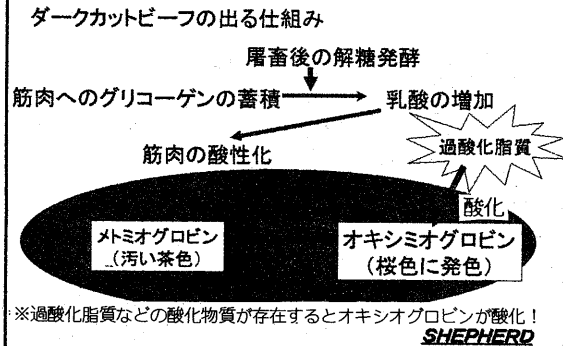 ダークカットビーフの出る仕組み
屠畜後の解糖発酵
筋肉へのグリコーゲンの蓄積
乳酸の増加
筋肉の酸性化
過酸化脂質
酸化
メトミオグロビン
(汚い茶色)
オキシミオグロビン
(桜色に発色)
※過酸化脂質などの酸化物質が存在するとオキシオグロビンが酸化！
SHEPHERD